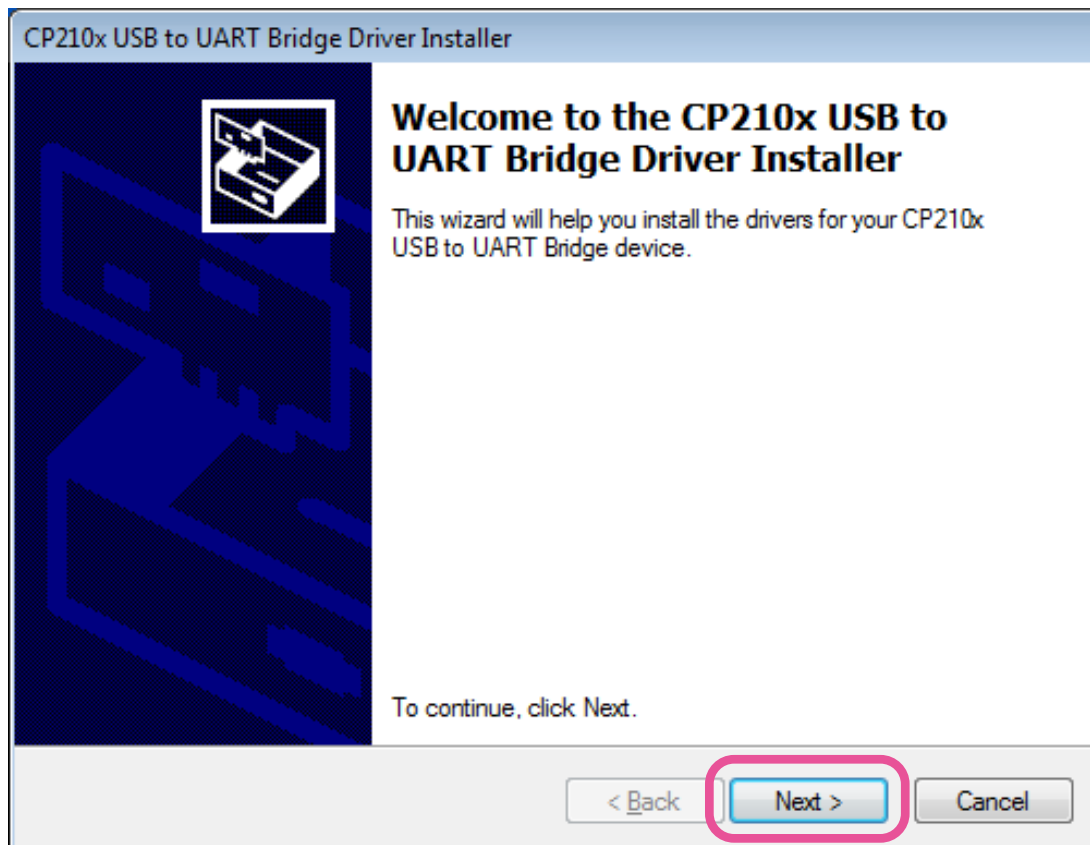 CP210x USB to UART Bridge Driver Installer
Welcome to the CP210x USB to
UART Bridge Driver Installer
This wizard will help you install the drivers for your CP210x
USB to UART Bridge device.
To continue, click Next.
< Back Next > Cancel